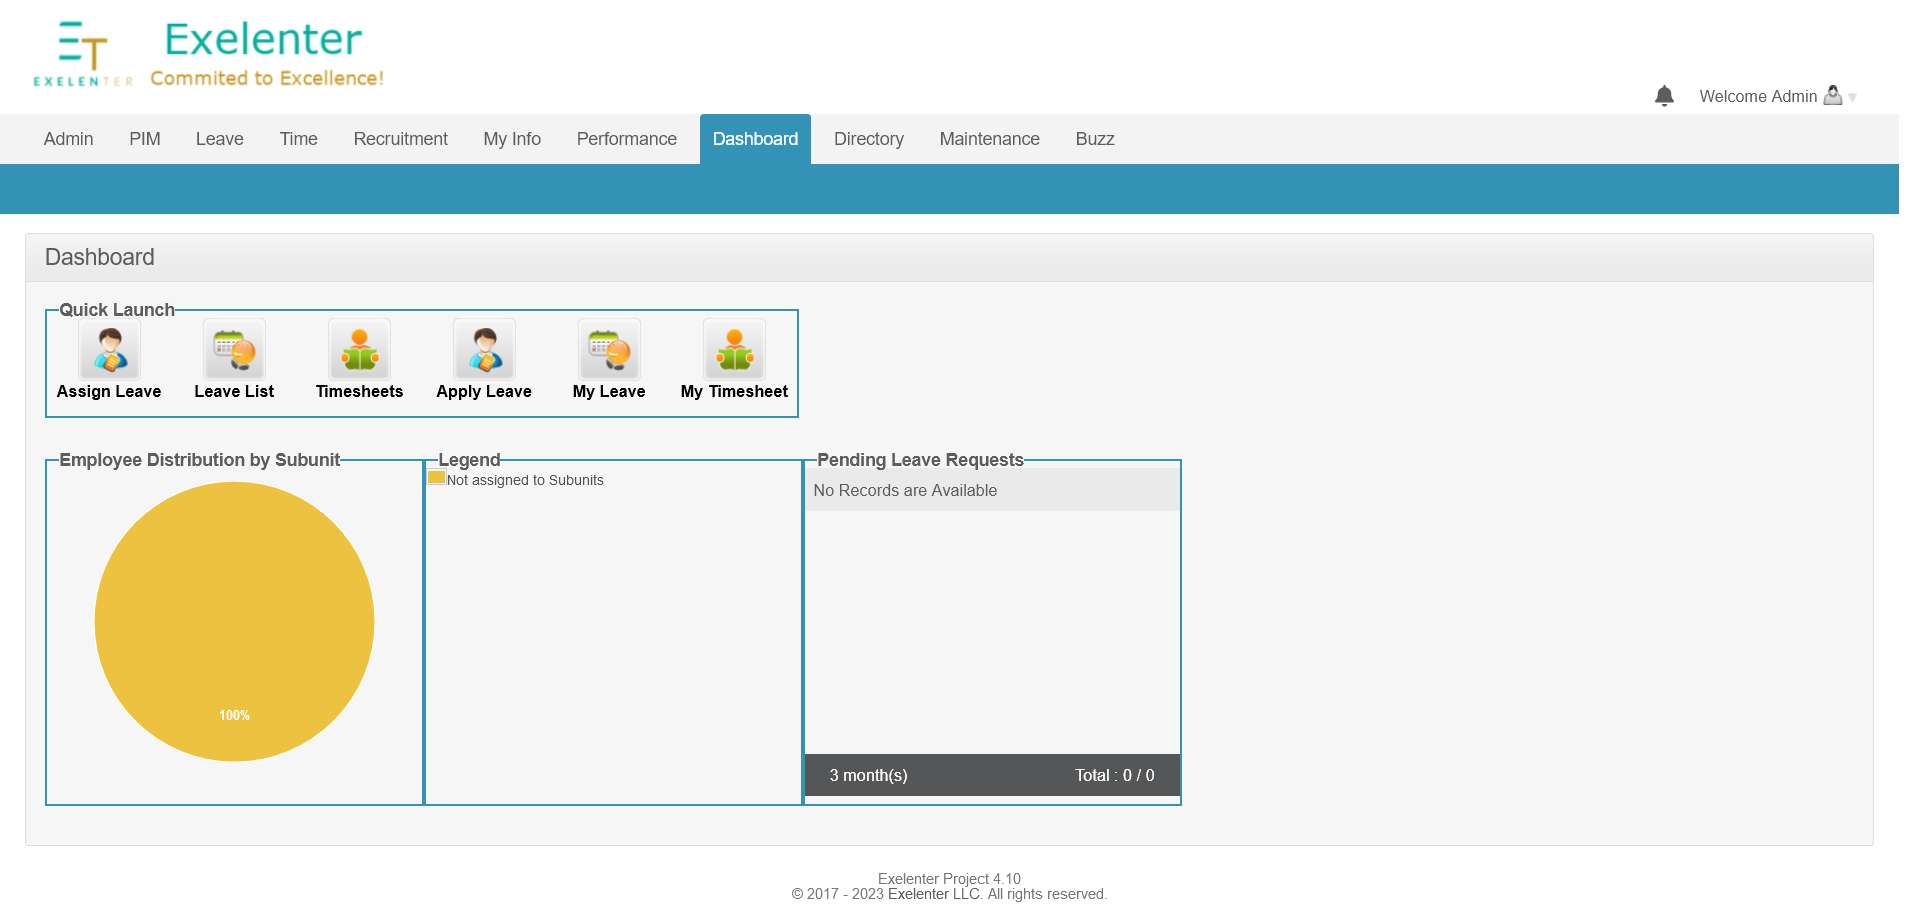 EXELENTER
Exelenter
Commited to Excellence!
Welcome Admin
Admin PIM Leave Time Recruitment My Info Performance Dashboard Directory Maintenance Buzz
Dashboard
Quick Launch
Assign Leave Leave List Timesheets Apply Leave My Leave My Timesheet
Employee Distribution by Subunit
100%
Legend
Not assigned to Subunits
Pending Leave Requests
No Records are Available
3 month(s) Total : 0 / 0
Exelenter Project 4.10
© 2017 - 2023 Exelenter LLC. All rights reserved.